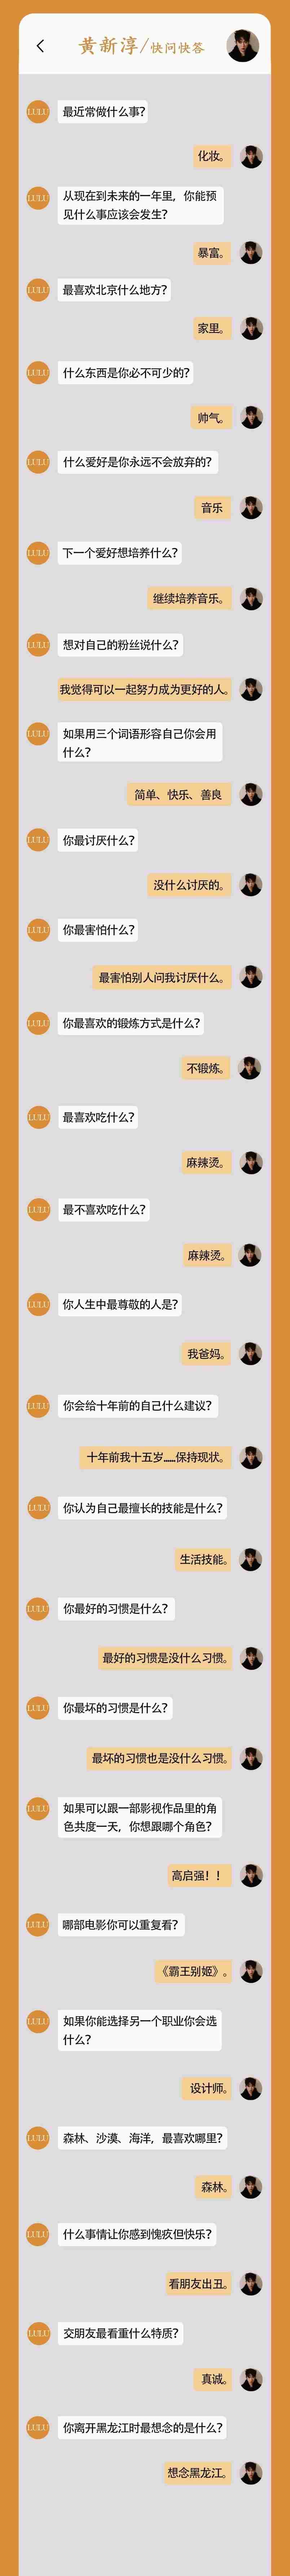 黄新淳/快问快答
LULU
最近常做什么事?
化妆。
LULU
从现在到未来的一年里，你能预
见什么事应该会发生?
暴富。
LULU
最喜欢北京什么地方?
家里。
LULU
什么东西是你必不可少的?
帅气。
LULU
什么爱好是你永远不会放弃的?
音乐
LULU
下一个爱好想培养什么?
继续培养音乐。
LULU
想对自己的粉丝说什么?
我觉得可以一起努力成为更好的人。
LULU
如果用三个词语形容自己你会用
什么?
简单、快乐、善良
LULU
你最讨厌什么?
没什么讨厌的。
LULU
你最害怕什么?
最害怕别人问我讨厌什么。
LULU
你最喜欢的锻炼方式是什么?
不锻炼。
LULU
最喜欢吃什么?
麻辣烫。
LULU
最不喜欢吃什么?
麻辣烫。
LULU
你人生中最尊敬的人是?
我爸妈。
LULU
你会给十年前的自己什么建议?
十年前我十五岁......保持现状。
LULU
你认为自己最擅长的技能是什么?
生活技能。
LULU
你最好的习惯是什么?
最好的习惯是没什么习惯。
LULU
你最坏的习惯是什么?
最坏的习惯也是没什么习惯。
LULU
如果可以跟一部影视作品里的角
色共度一天，你想跟哪个角色?
高启强！！
LULU
哪部电影你可以重复看?
《霸王别姬》。
LULU
如果你能选择另一个职业你会选
什么?
设计师。
LULU
森林、沙漠、海洋，最喜欢哪里?
森林。
LULU
什么事情让你感到愧疚但快乐?
看朋友出丑。
LULU
交朋友最看重什么特质?
真诚。
LULU
你离开黑龙江时最想念的是什么?
想念黑龙江。